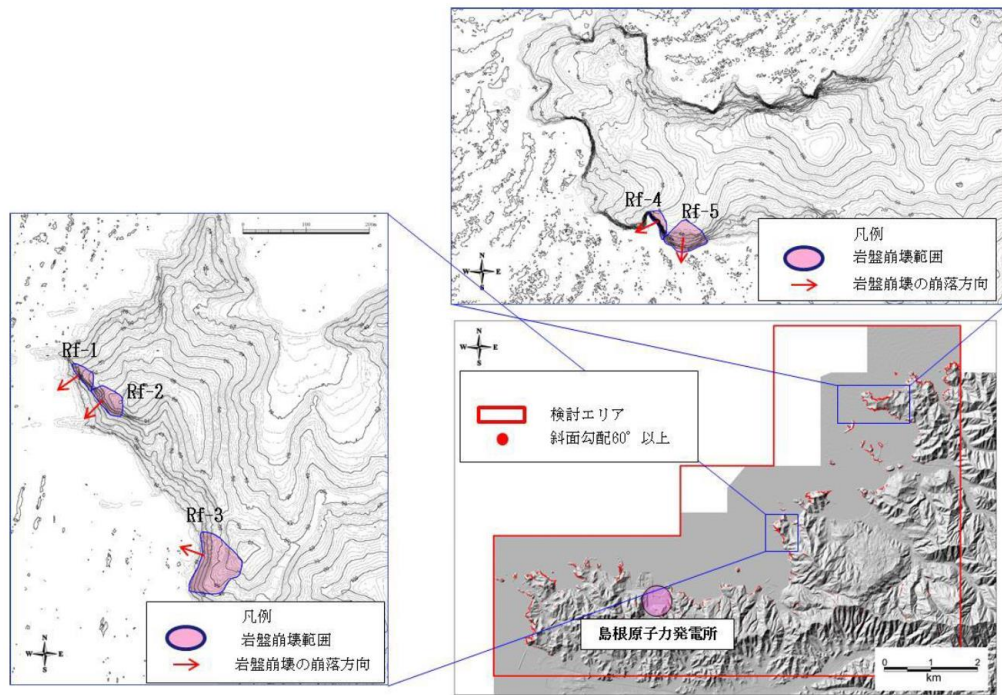 Rf-4
Rf-5
N
W
E
S
凡例
岩盤崩壊範囲
岩盤崩壊の崩落方向
100
200m
Rf-1
Rf-2
Rf-3
N
W
E
S
凡例
岩盤崩壊範囲
岩盤崩壊の崩落方向
N
W
E
S
検討エリア
斜面勾配60°以上
島根原子力発電所
0 1 2
km